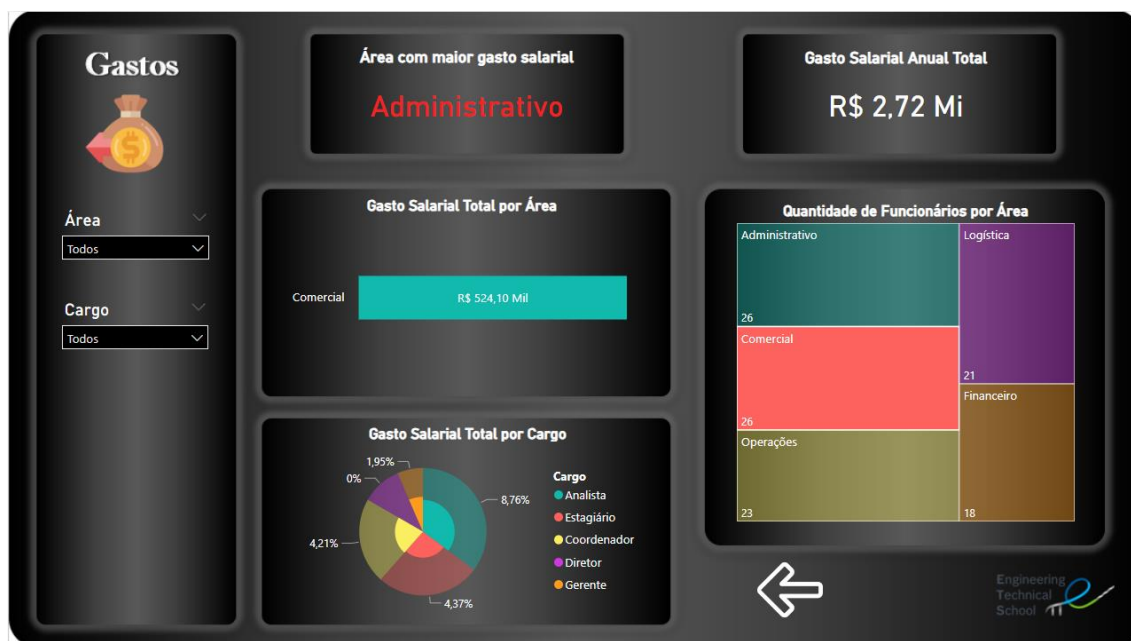 Gastos
Área
Todos
Cargo
Todos
Área com maior gasto salarial
Administrativo
Gasto Salarial Anual Total
R$ 2,72 Mi
Gasto Salarial Total por Área
Comercial
R$ 524,10 Mil
Gasto Salarial Total por Cargo
1,95%
0%
8,76%
4,21%
4,37%
Cargo
Analista
Estagiário
Coordenador
Diretor
Gerente
Quantidade de Funcionários por Área
Administrativo
26
Comercial
26
Operações
23
Logística
21
Financeiro
18
Engineering
Technical
School